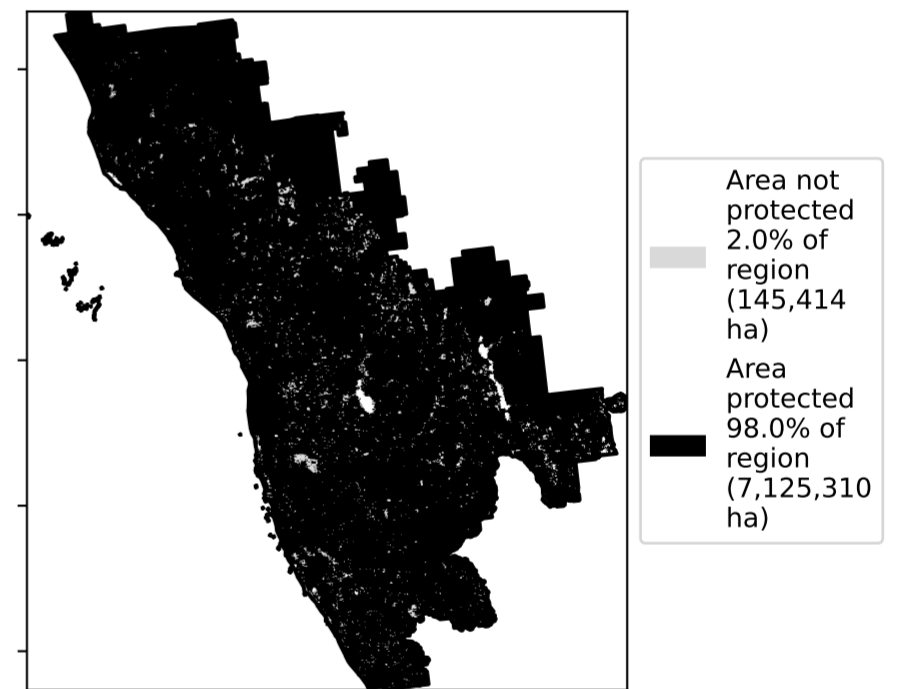 Area not
protected
2.0% of
region
(145,414
ha)
Area
protected
98.0% of
region
(7,125,310
ha)